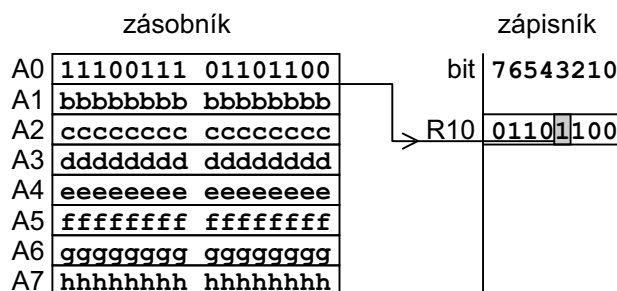 zásobník zápisník
A0 11100111 01101100 bit 76543210
A1 bbbbbbbb bbbbbbbb
A2 cccccccc cccccccc R10 01101100
A3 dddddddd dddddddd
A4 eeeeeeee eeeeeeee
A5 ffffffff ffffffff
A6 gggggggg gggggggg
A7 hhhhhhhh hhhhhhhh